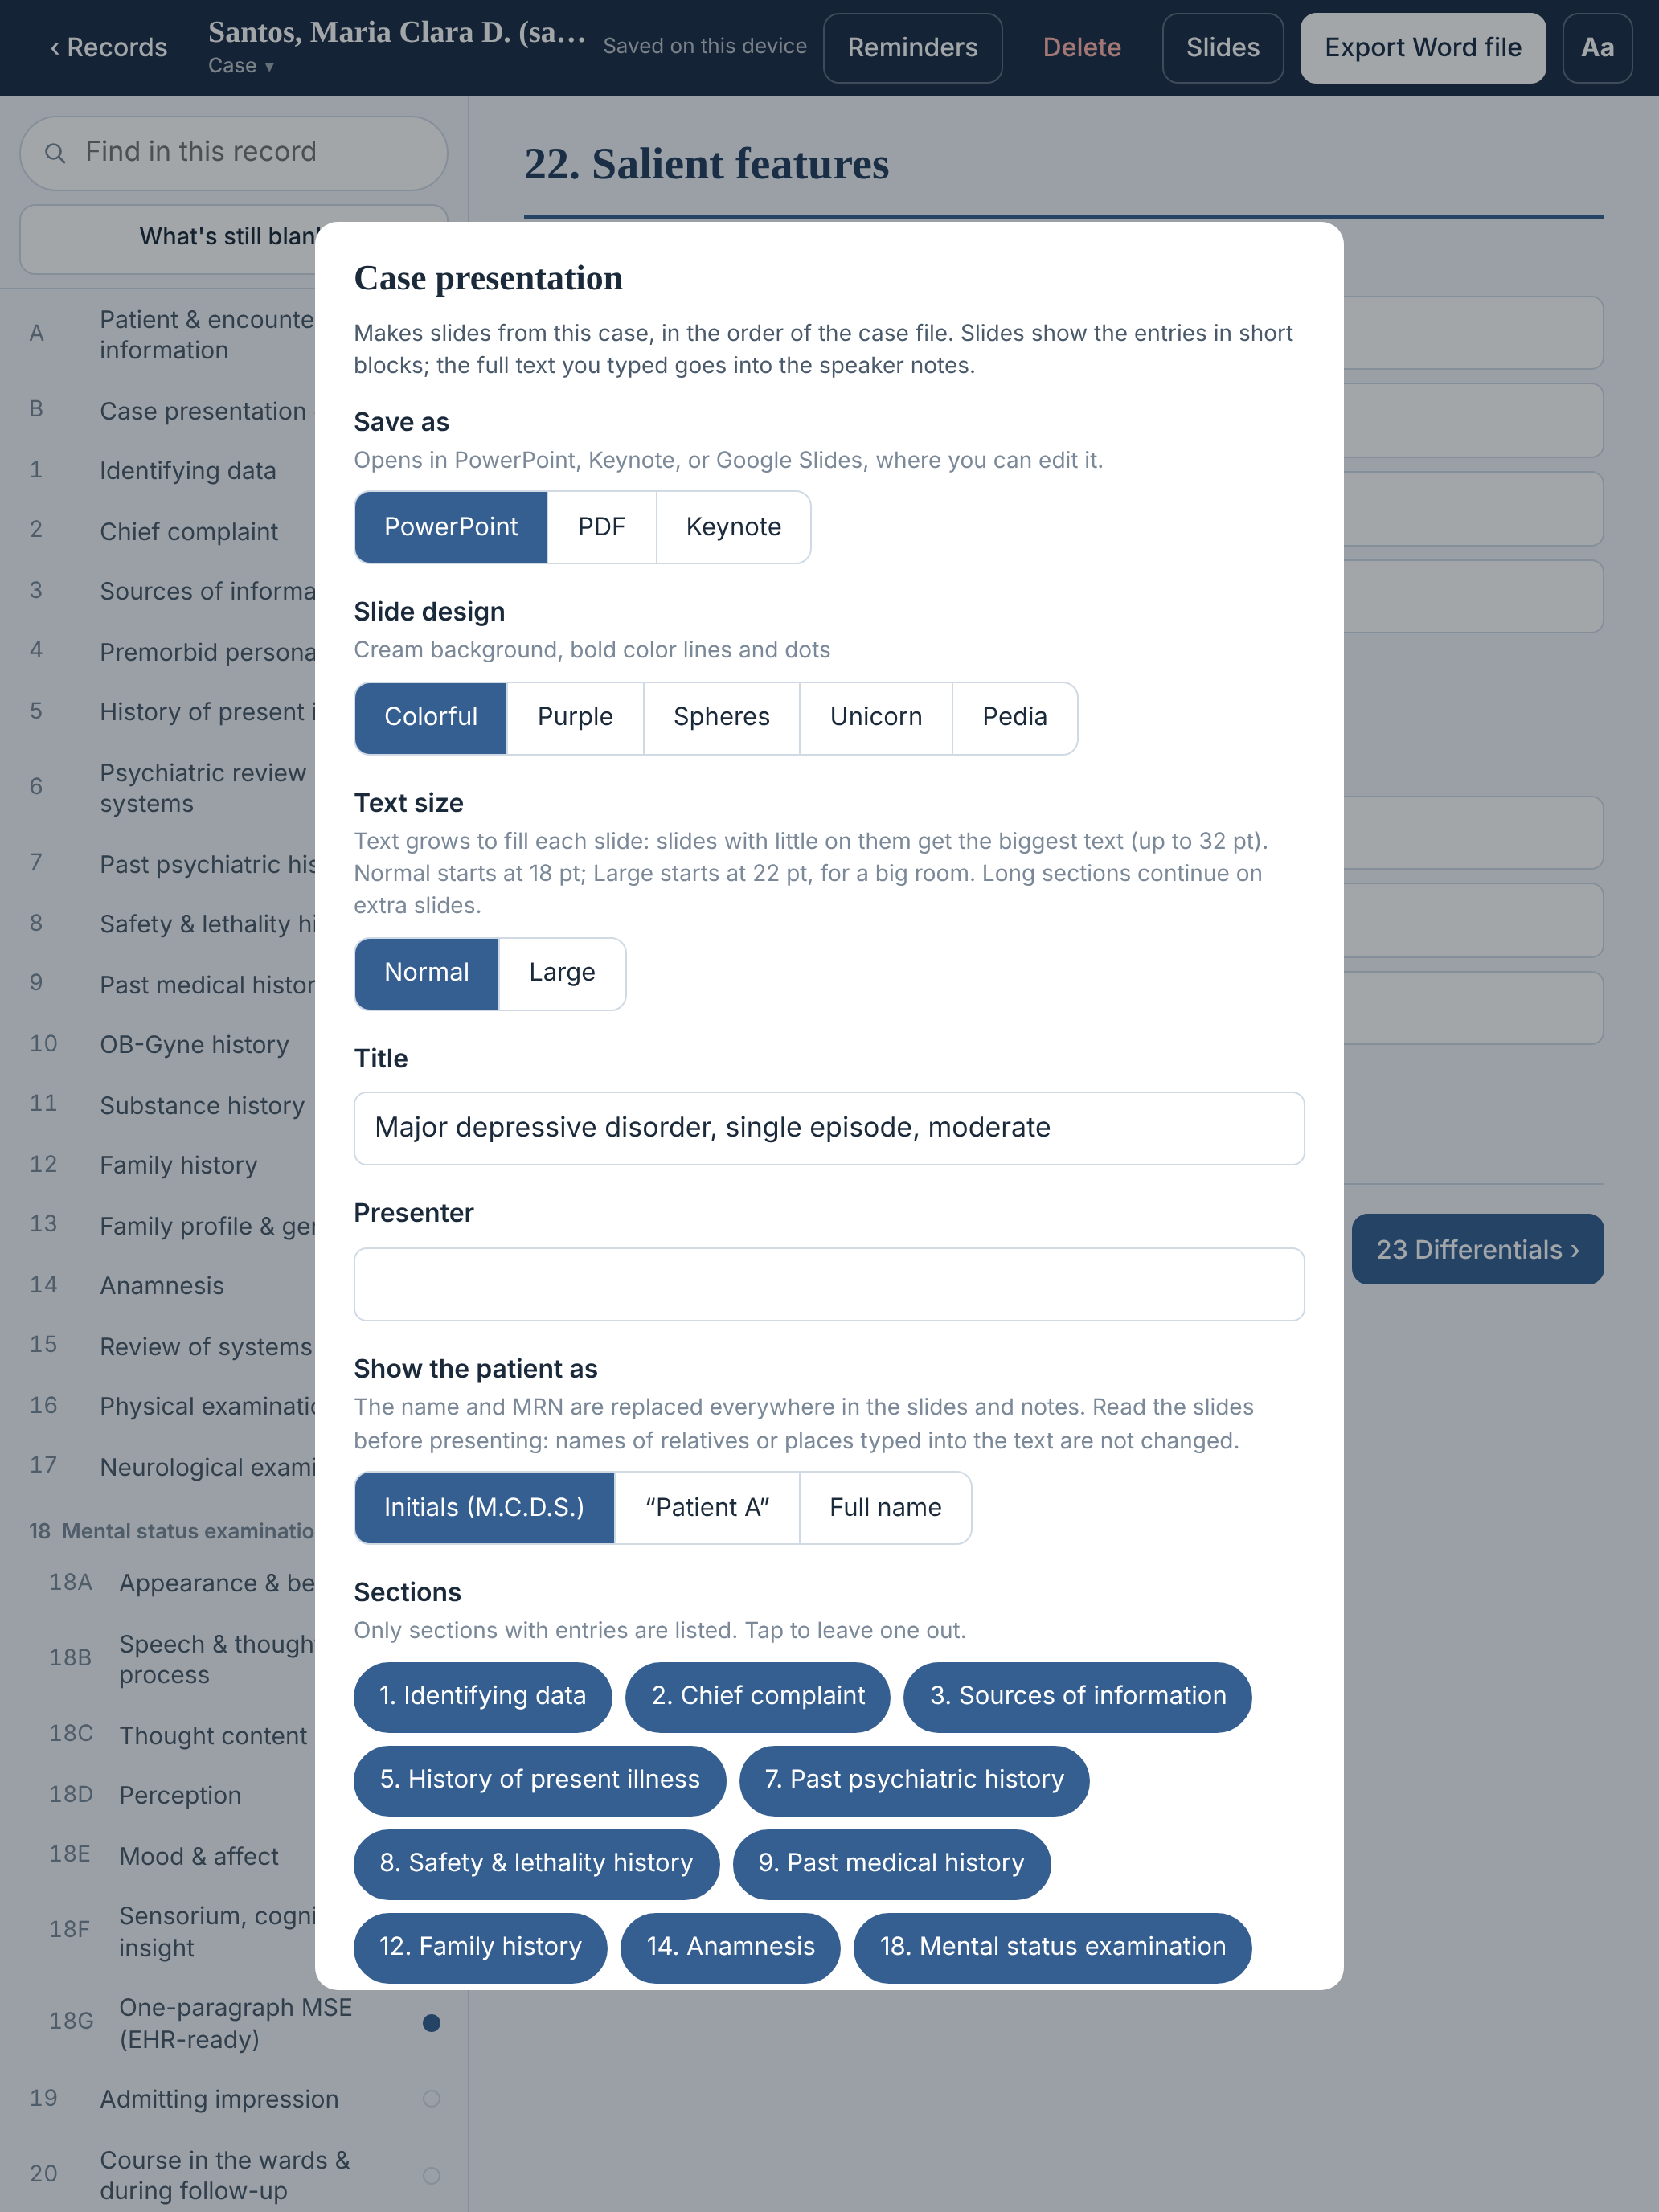 ‹ Records
Santos, Maria Clara D. (sa…
Case ▾
Saved on this device
Reminders
Delete
Slides
Export Word file
Aa
Find in this record
What's still blan
A Patient & encounte
information
B Case presentation
1 Identifying data
2 Chief complaint
3 Sources of informa
4 Premorbid persona
5 History of present i
6 Psychiatric review
systems
7 Past psychiatric his
8 Safety & lethality hi
9 Past medical histor
10 OB-Gyne history
11 Substance history
12 Family history
13 Family profile & ge
14 Anamnesis
15 Review of systems
16 Physical examinatio
17 Neurological exami
18 Mental status examinatio
18A Appearance & be
18B Speech & though
process
18C Thought content
18D Perception
18E Mood & affect
18F Sensorium, cogni
insight
18G One-paragraph MSE
(EHR-ready)
19 Admitting impression
20 Course in the wards &
during follow-up
22. Salient features
23 Differentials ›
Case presentation
Makes slides from this case, in the order of the case file. Slides show the entries in short
blocks; the full text you typed goes into the speaker notes.
Save as
Opens in PowerPoint, Keynote, or Google Slides, where you can edit it.
PowerPoint PDF Keynote
Slide design
Cream background, bold color lines and dots
Colorful Purple Spheres Unicorn Pedia
Text size
Text grows to fill each slide: slides with little on them get the biggest text (up to 32 pt).
Normal starts at 18 pt; Large starts at 22 pt, for a big room. Long sections continue on
extra slides.
Normal Large
Title
Major depressive disorder, single episode, moderate
Presenter
Show the patient as
The name and MRN are replaced everywhere in the slides and notes. Read the slides
before presenting: names of relatives or places typed into the text are not changed.
Initials (M.C.D.S.) “Patient A” Full name
Sections
Only sections with entries are listed. Tap to leave one out.
1. Identifying data 2. Chief complaint 3. Sources of information
5. History of present illness 7. Past psychiatric history
8. Safety & lethality history 9. Past medical history
12. Family history 14. Anamnesis 18. Mental status examination